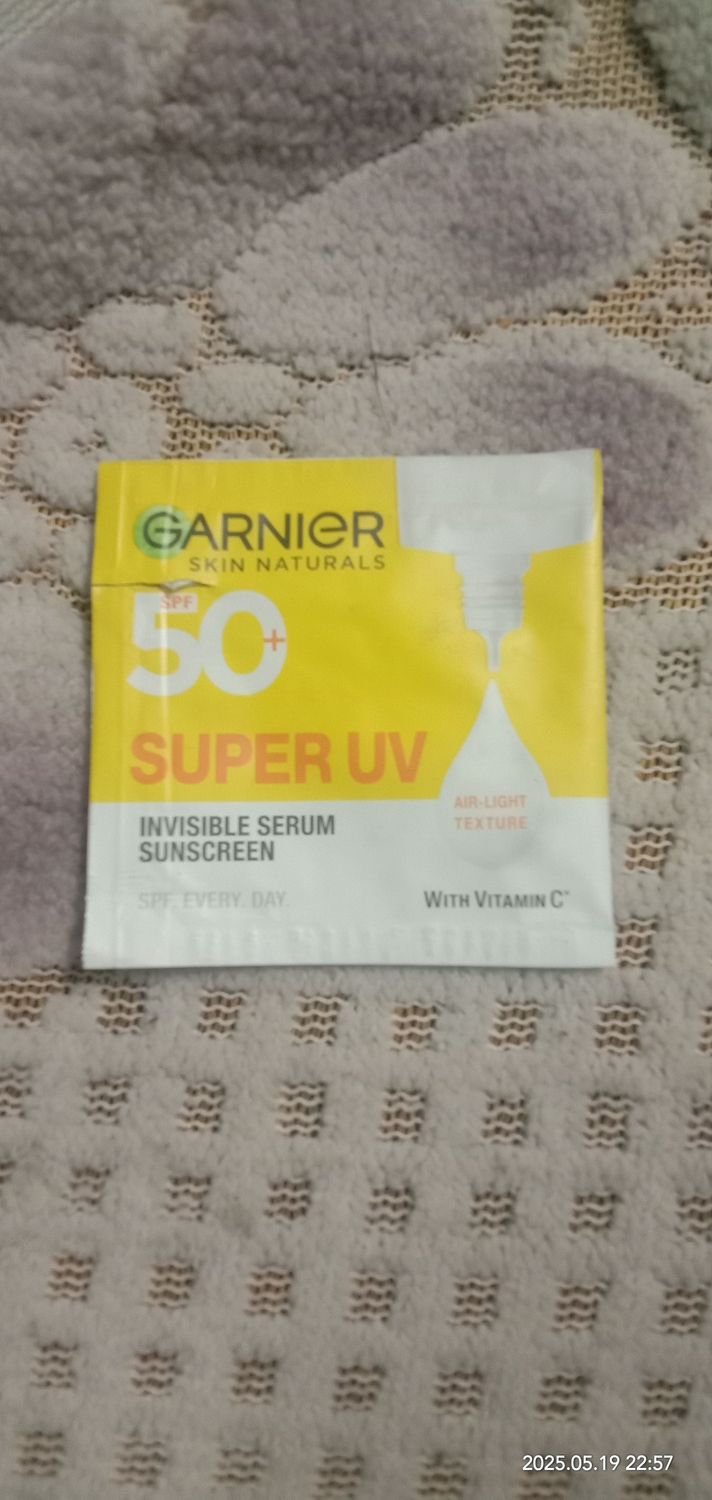 GARNIER
SKIN NATURALS
SPF
50+
SUPER UV
AIR-LIGHT
TEXTURE
INVISIBLE SERUM
SUNSCREEN
SPF. EVERY. DAY.
WITH VITAMIN C*
2025.05.19 22:57